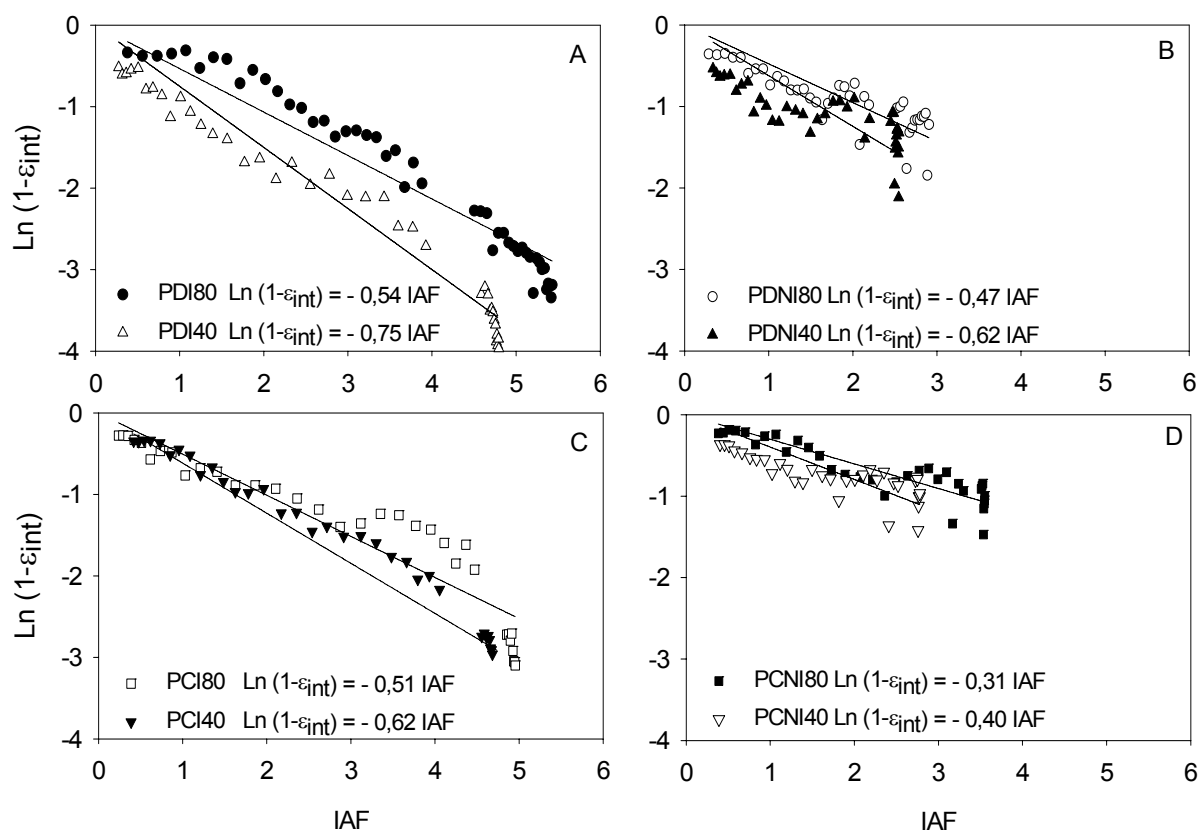 A
0
-1
-2
-3
-4
Ln (1-εint)
PDI80 Ln (1-εint) = - 0,54 IAF
PDI40 Ln (1-εint) = - 0,75 IAF
0 1 2 3 4 5 6
B
0
-1
-2
-3
-4
PDNI80 Ln (1-εint) = - 0,47 IAF
PDNI40 Ln (1-εint) = - 0,62 IAF
0 1 2 3 4 5 6
C
0
-1
-2
-3
-4
Ln (1-εint)
PCI80 Ln (1-εint) = - 0,51 IAF
PCI40 Ln (1-εint) = - 0,62 IAF
0 1 2 3 4 5 6
IAF
D
0
-1
-2
-3
-4
PCNI80 Ln (1-εint) = - 0,31 IAF
PCNI40 Ln (1-εint) = - 0,40 IAF
0 1 2 3 4 5 6
IAF